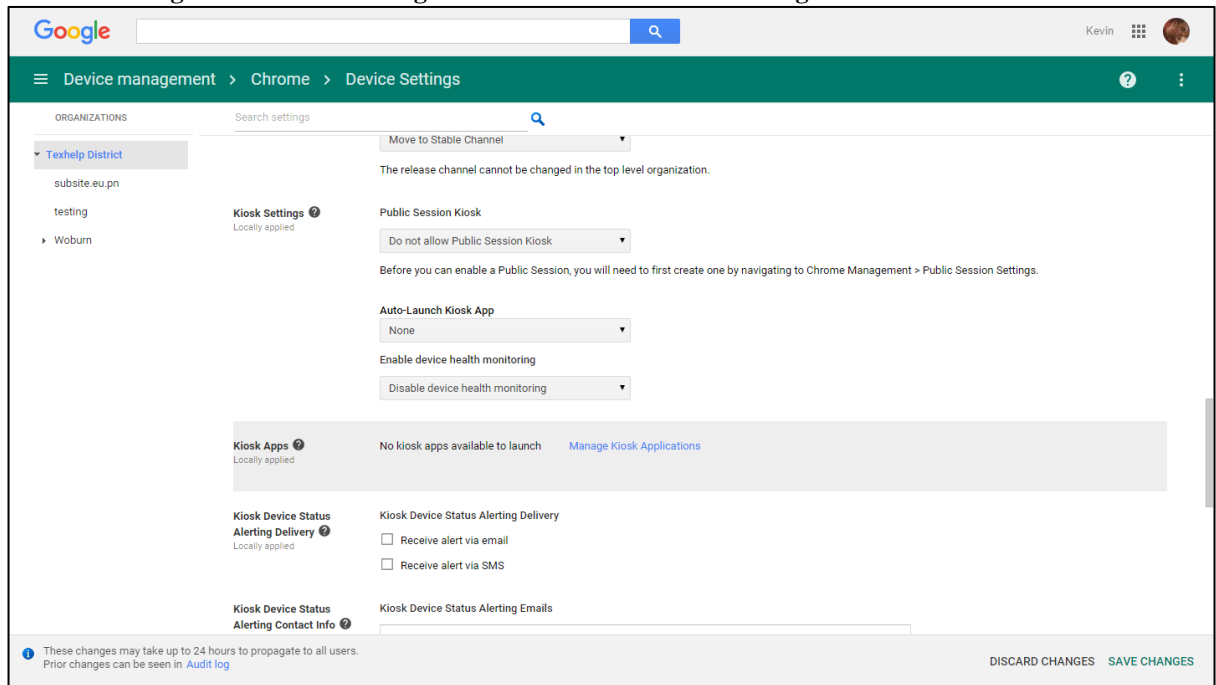 Google
Kevin
Device management > Chrome > Device Settings
ORGANIZATIONS
Search settings
Texhelp District
subsite.eu.pn
testing
Woburn
Move to Stable Channel
The release channel cannot be changed in the top level organization.
Kiosk Settings
Locally applied
Public Session Kiosk
Do not allow Public Session Kiosk
Before you can enable a Public Session, you will need to first create one by navigating to Chrome Management > Public Session Settings.
Auto-Launch Kiosk App
None
Enable device health monitoring
Disable device health monitoring
Kiosk Apps
Locally applied
No kiosk apps available to launch Manage Kiosk Applications
Kiosk Device Status
Alerting Delivery
Locally applied
Kiosk Device Status Alerting Delivery
Receive alert via email
Receive alert via SMS
Kiosk Device Status
Alerting Contact Info
Kiosk Device Status Alerting Emails
These changes may take up to 24 hours to propagate to all users.
Prior changes can be seen in Audit log
DISCARD CHANGES SAVE CHANGES